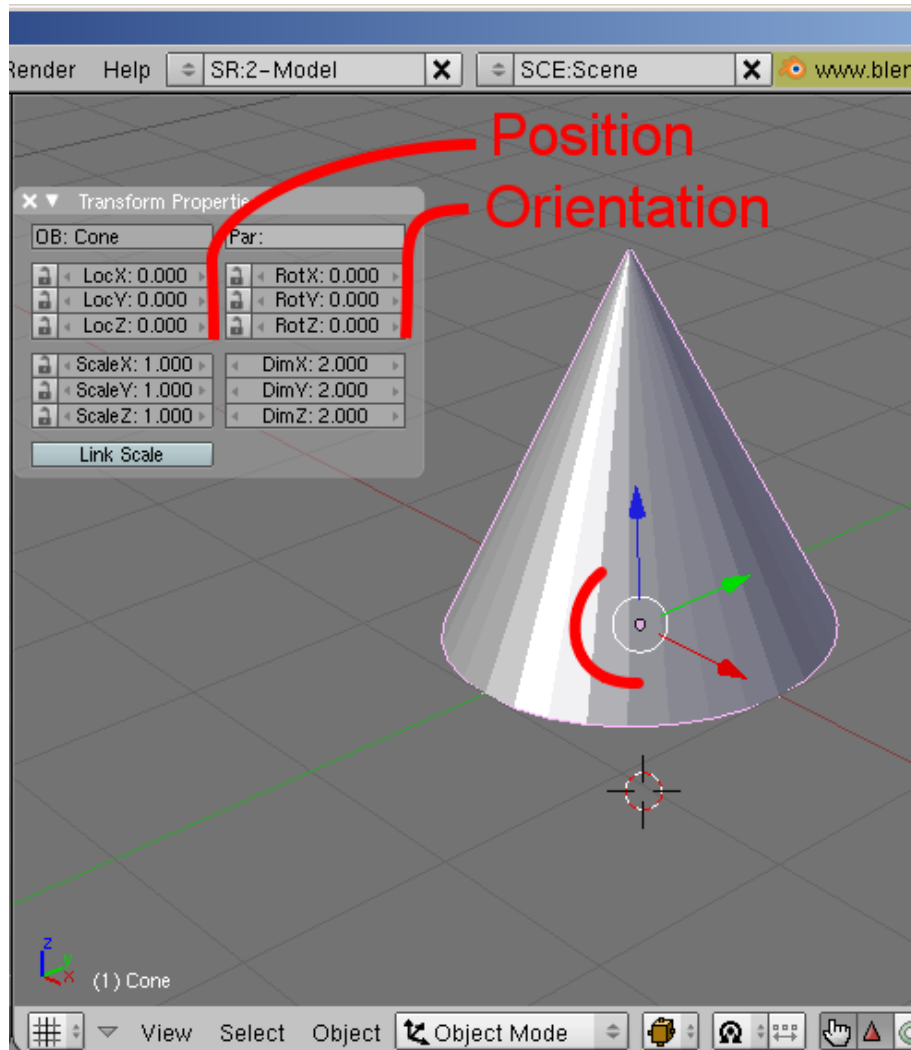 Render Help SR:2-Model SCE:Scene
Position
Orientation
Transform Propertie
OB: Cone Par:
LocX: 0.000 RotX: 0.000
LocY: 0.000 RotY: 0.000
LocZ: 0.000 RotZ: 0.000
ScaleX: 1.000 DimX: 2.000
ScaleY: 1.000 DimY: 2.000
ScaleZ: 1.000 DimZ: 2.000
Link Scale
z
y
x
(1) Cone
View Select Object Object Mode